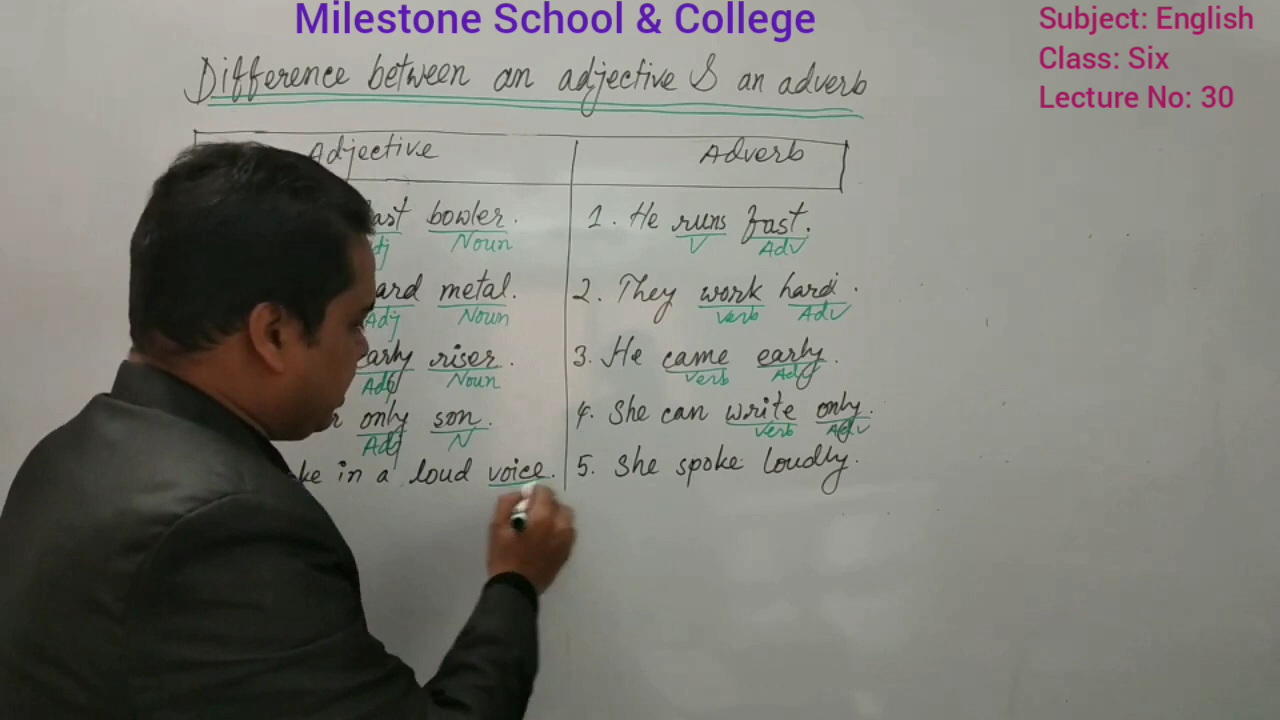 Milestone School & College
Subject: English
Class: Six
Lecture No: 30
Difference between an adjective & an adverb
Adjective
Adverb
bowler.
Noun
metal.
Adj Noun
early riser.
Adj Noun
only son.
Adj N
in a loud voice.
1. He runs fast.
V Adv
2. They work hard.
Verb Adv
3. He came early.
Verb Adv
4. She can write only.
Verb Adv
5. She spoke loudly.